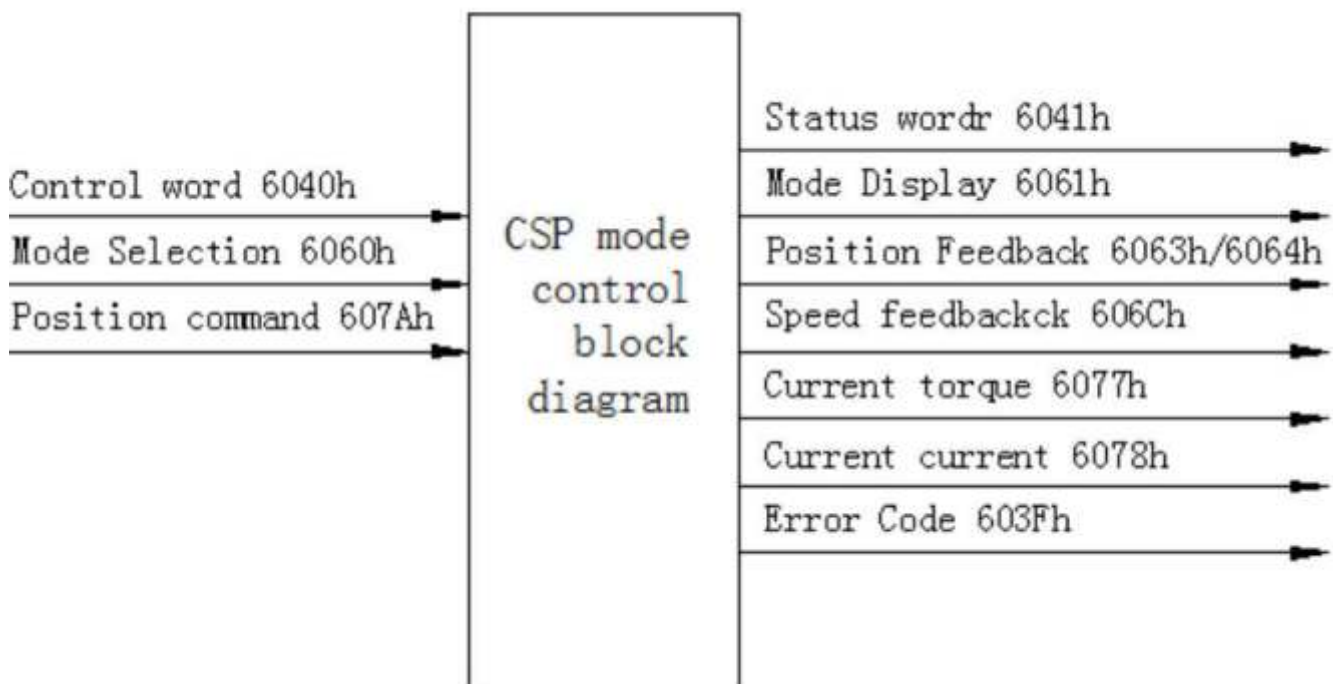 Control word 6040h
Mode Selection 6060h
Position command 607Ah
CSP mode
control
block
diagram
Status wordr 6041h
Mode Display 6061h
Position Feedback 6063h/6064h
Speed feedbackck 606Ch
Current torque 6077h
Current current 6078h
Error Code 603Fh